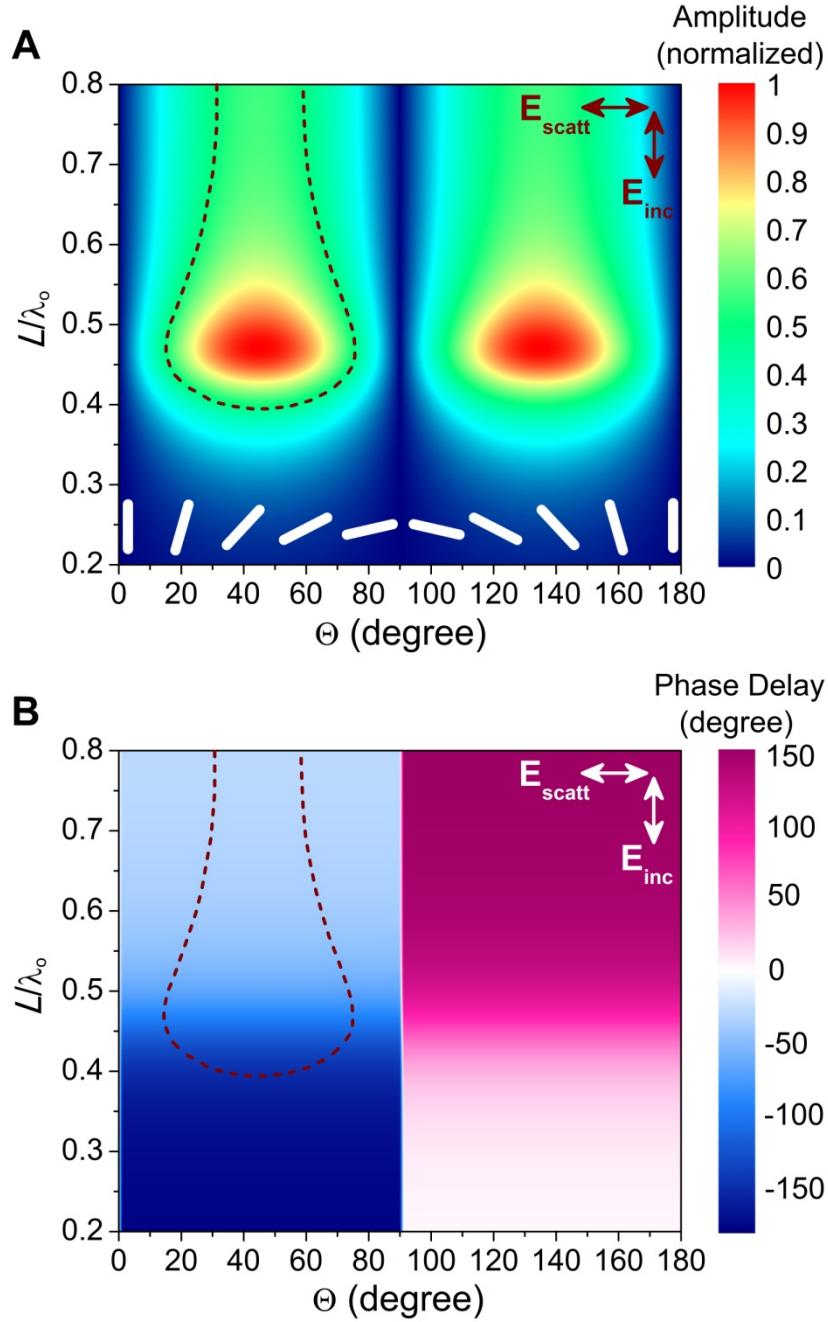 A
Amplitude
(normalized)
E scatt
E inc
1
0.9
0.8
0.7
0.6
0.5
0.4
0.3
0.2
0.1
0
0.8
0.7
0.6
0.5
0.4
0.3
0.2
L/λo
0 20 40 60 80 100 120 140 160 180
Θ (degree)
B
Phase Delay
(degree)
E scatt
E inc
150
100
50
0
-50
-100
-150
0.8
0.7
0.6
0.5
0.4
0.3
0.2
L/λo
0 20 40 60 80 100 120 140 160 180
Θ (degree)